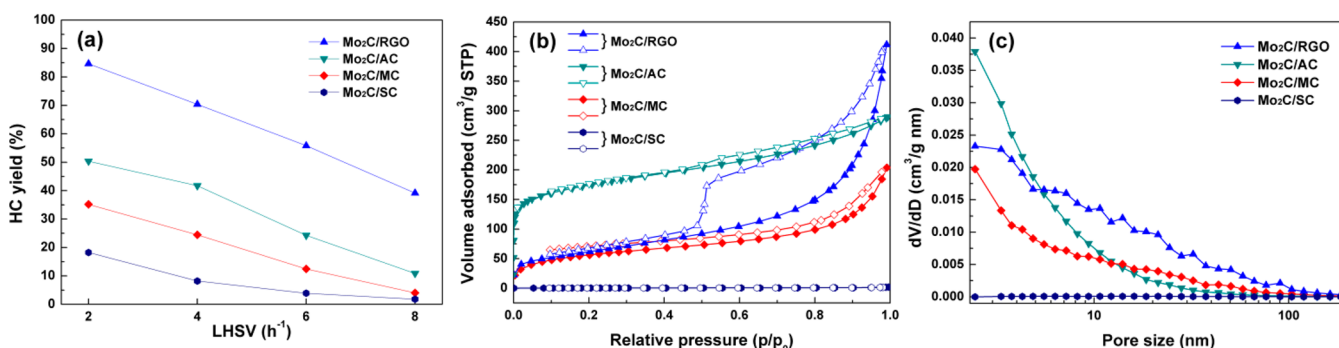 (a)
Mo₂C/RGO
Mo₂C/AC
Mo₂C/MC
Mo₂C/SC
HC yield (%)
100
90
80
70
60
50
40
30
20
10
0
2 4 6 8
LHSV (h⁻¹)
(b)
} Mo₂C/RGO
} Mo₂C/AC
} Mo₂C/MC
} Mo₂C/SC
Volume adsorbed (cm³/g STP)
450
400
350
300
250
200
150
100
50
0
0.0 0.2 0.4 0.6 0.8 1.0
Relative pressure (p/p₀)
(c)
Mo₂C/RGO
Mo₂C/AC
Mo₂C/MC
Mo₂C/SC
dV/dD (cm³/g nm)
0.040
0.035
0.030
0.025
0.020
0.015
0.010
0.005
0.000
10 100
Pore size (nm)